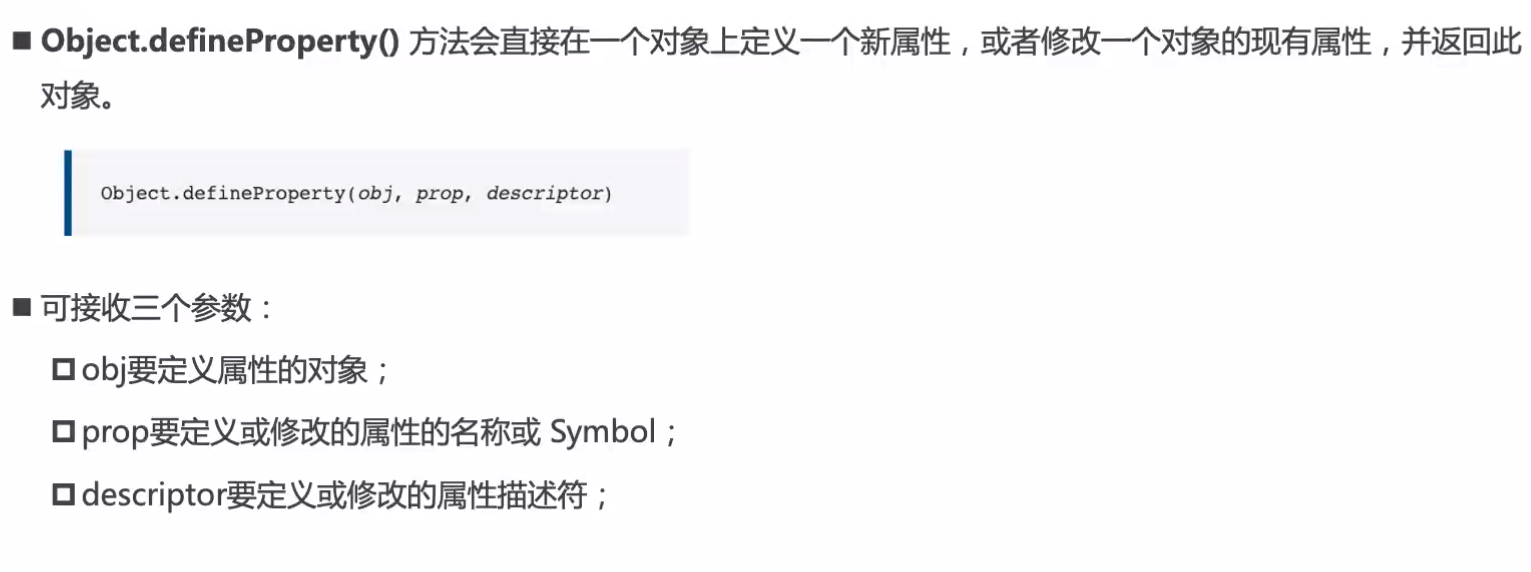 ■ Object.defineProperty() 方法会直接在一个对象上定义一个新属性，或者修改一个对象的现有属性，并返回此
对象。
Object.defineProperty(obj, prop, descriptor)
■ 可接收三个参数：
obj要定义属性的对象；
prop要定义或修改的属性的名称或 Symbol；
descriptor要定义或修改的属性描述符；